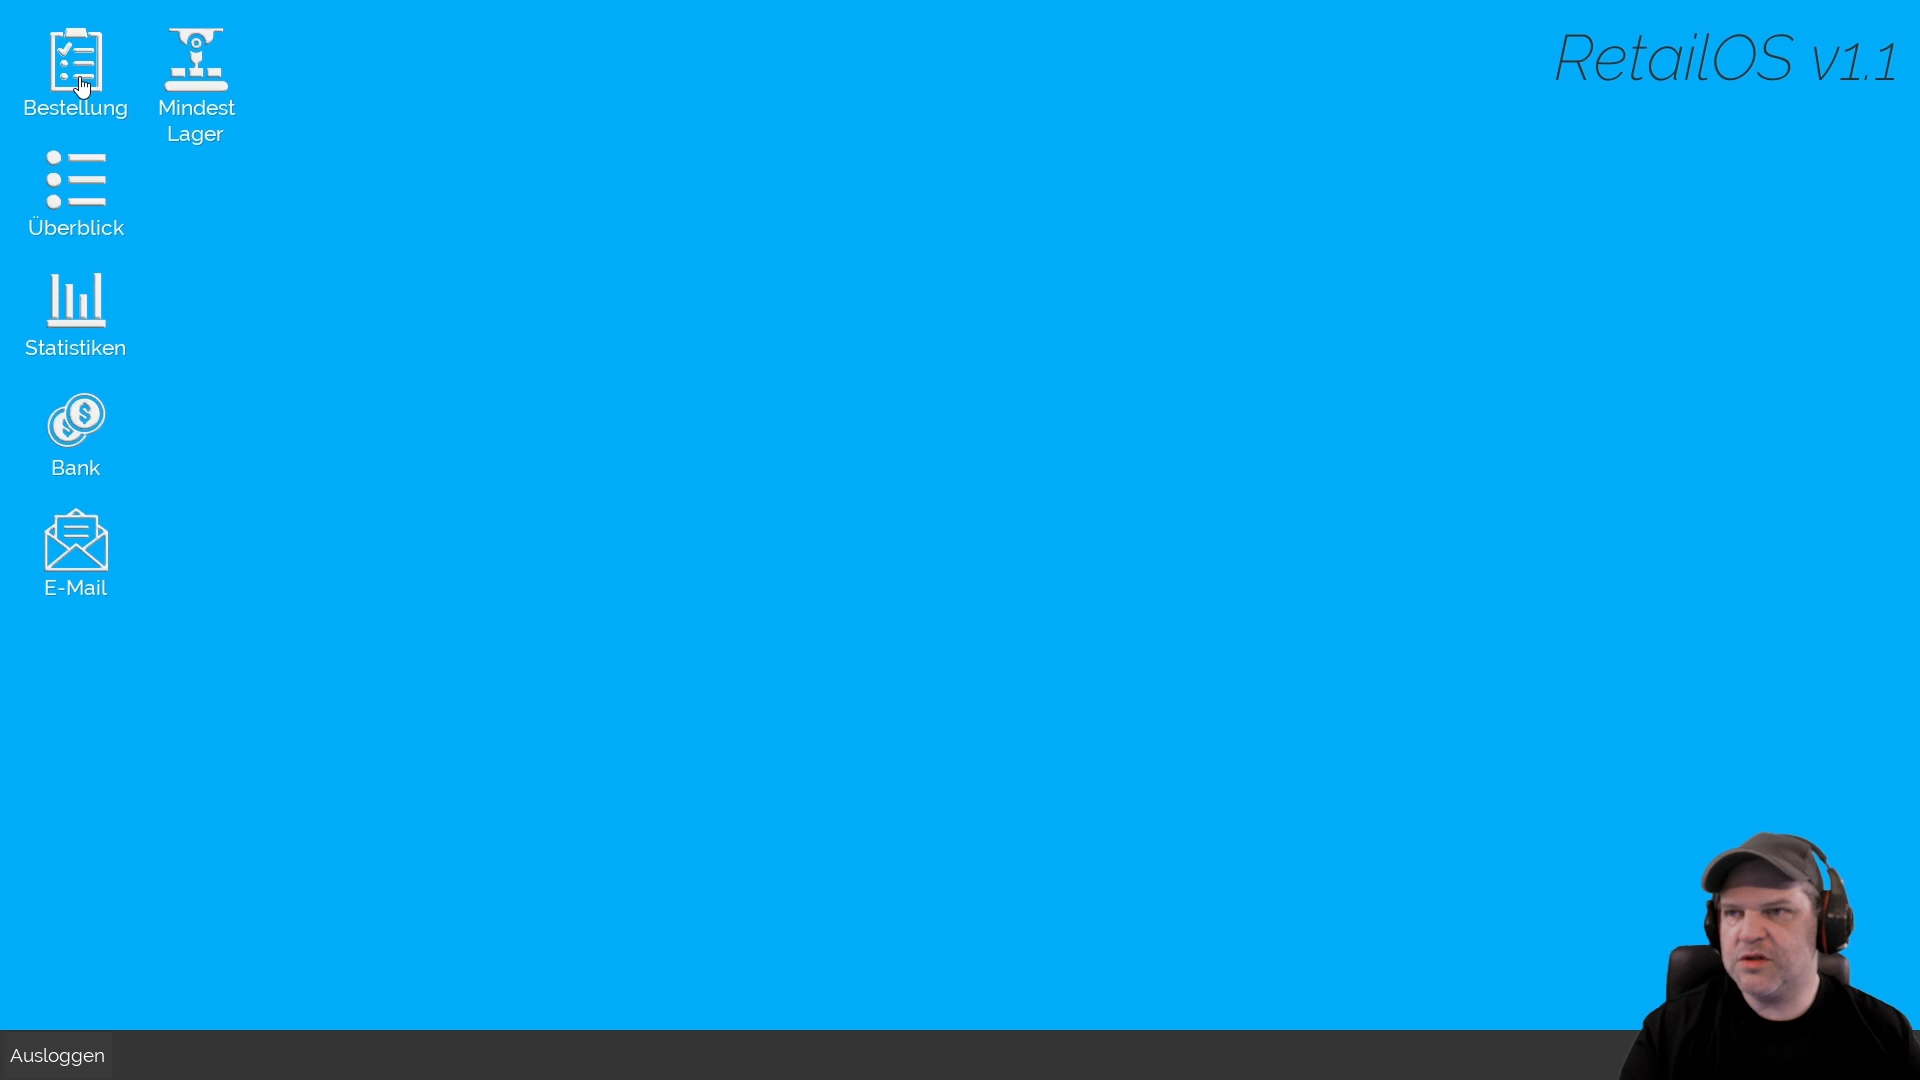 RetailOS v1.1
Bestellung
Mindest
Lager
Überblick
Statistiken
Bank
E-Mail
Ausloggen